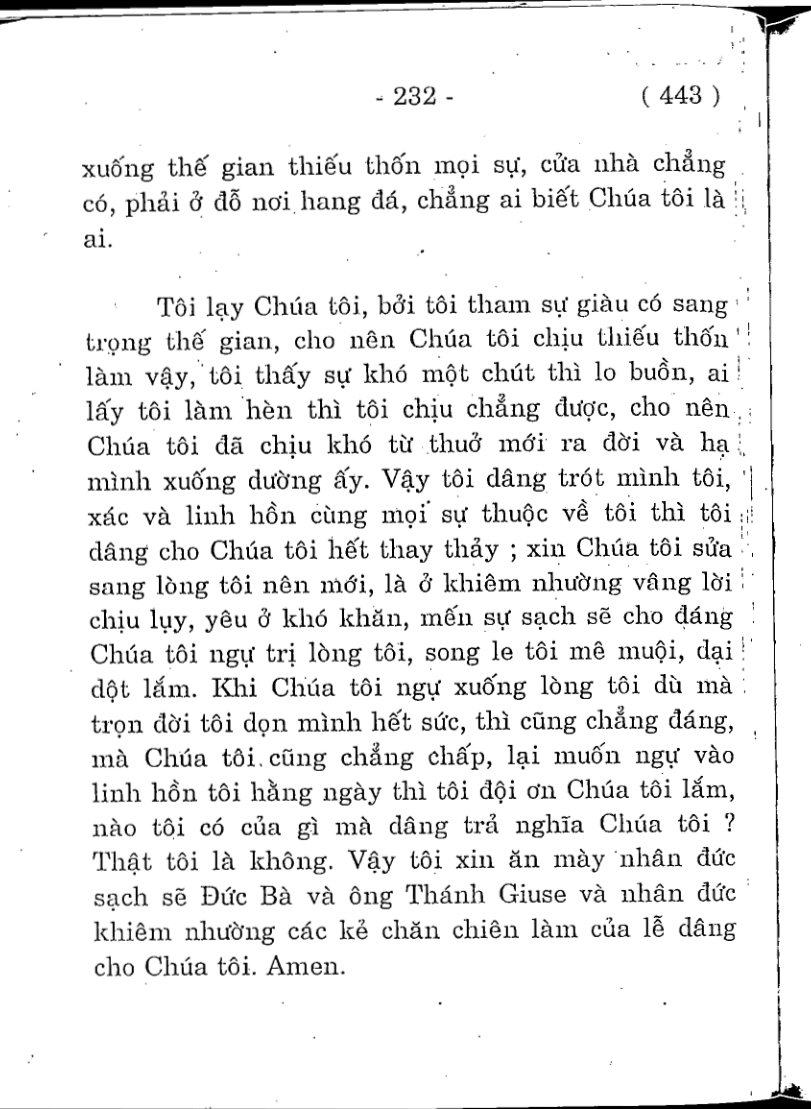 - 232 - ( 443 )
xuống thế gian thiếu thốn mọi sự, cửa nhà chẳng
có, phải ở đỗ nơi hang đá, chẳng ai biết Chúa tôi là
ai.
Tôi lạy Chúa tôi, bởi tôi tham sự giàu có sang
trọng thế gian, cho nên Chúa tôi chịu thiếu thốn
làm vậy, tôi thấy sự khó một chút thì lo buồn, ai
lấy tôi làm hèn thì tôi chịu chẳng được, cho nên
Chúa tôi đã chịu khó từ thuở mới ra đời và hạ
mình xuống dường ấy. Vậy tôi dâng trót mình tôi,
xác và linh hồn cùng mọi sự thuộc về tôi thì tôi
dâng cho Chúa tôi hết thay thảy ; xin Chúa tôi sửa
sang lòng tôi nên mới, là ở khiêm nhường vâng lời
chịu lụy, yêu ở khó khăn, mến sự sạch sẽ cho đáng
Chúa tôi ngự trị lòng tôi, song le tôi mê muội, dại
dột lắm. Khi Chúa tôi ngự xuống lòng tôi dù mà
trọn đời tôi dọn mình hết sức, thì cũng chẳng đáng,
mà Chúa tôi cũng chẳng chấp, lại muốn ngự vào
linh hồn tôi hằng ngày thì tôi đội ơn Chúa tôi lắm,
nào tội có của gì mà dâng trả nghĩa Chúa tôi ?
Thật tôi là không. Vậy tôi xin ăn mày nhân đức
sạch sẽ Đức Bà và ông Thánh Giuse và nhân đức
khiêm nhường các kẻ chăn chiên làm của lễ dâng
cho Chúa tôi. Amen.